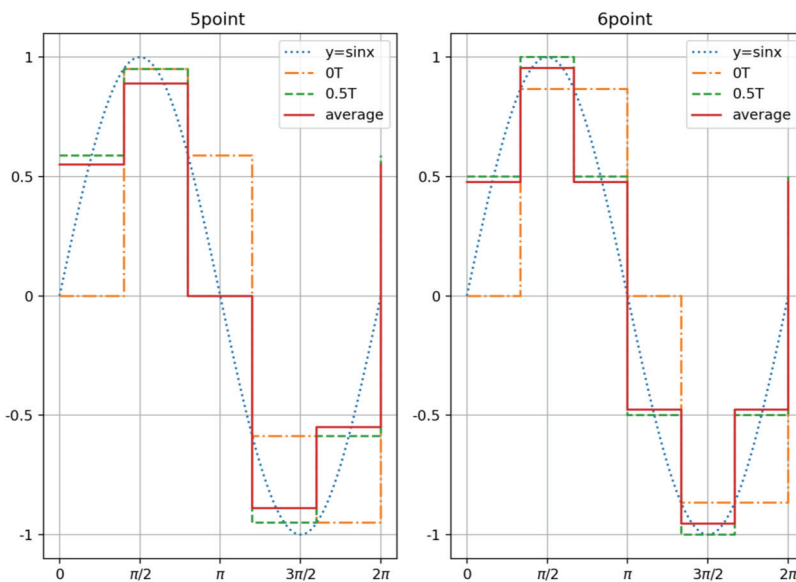 5point
6point
y=sinx
0T
0.5T
average
y=sinx
0T
0.5T
average
1
0.5
0
-0.5
-1
1
0.5
0
-0.5
-1
0 π/2 π 3π/2 2π
0 π/2 π 3π/2 2π